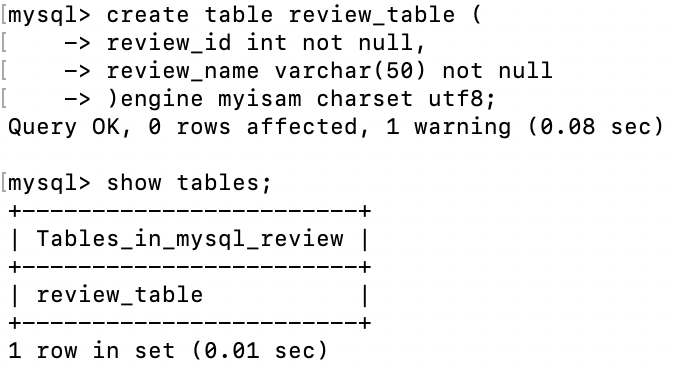 [mysql> create table review_table (
[    -> review_id int not null,
[    -> review_name varchar(50) not null
[    -> )engine myisam charset utf8;
Query OK, 0 rows affected, 1 warning (0.08 sec)
[mysql> show tables;
+------------------------+
| Tables_in_mysql_review |
+------------------------+
| review_table           |
+------------------------+
1 row in set (0.01 sec)